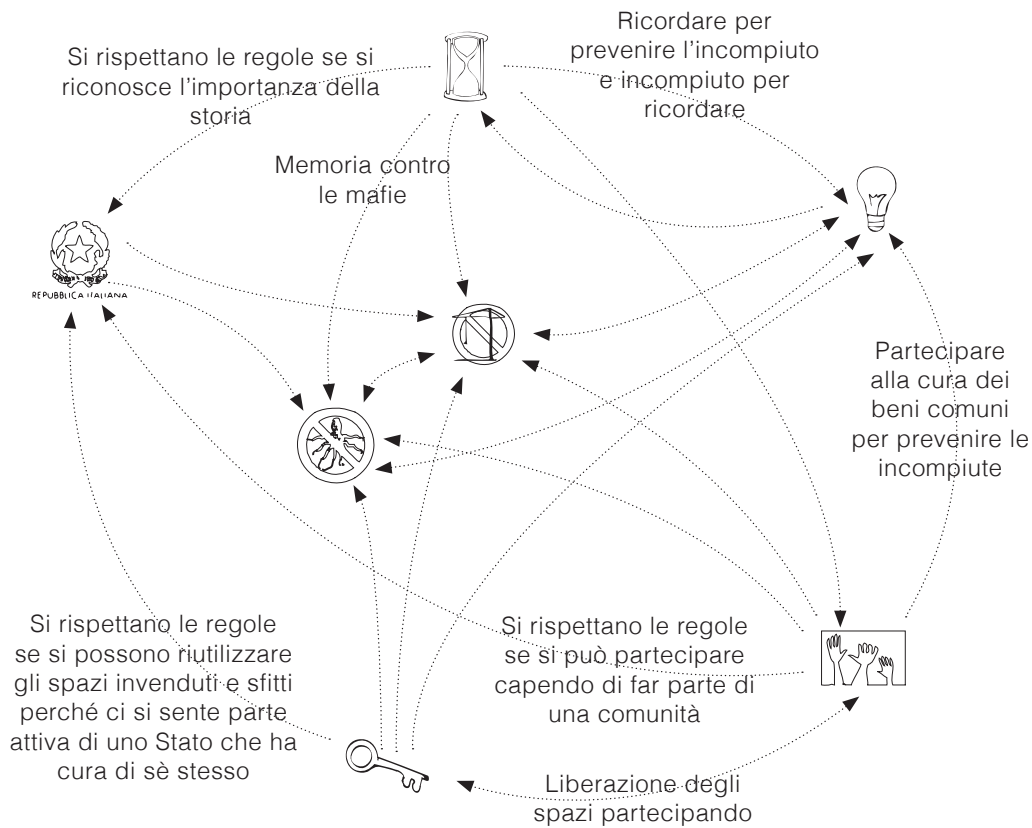 Si rispettano le regole se si
riconosce l'importanza della
storia
Ricordare per
prevenire l'incompiuto
e incompiuto per
ricordare
Memoria contro
le mafie
REPUBBLICA ITALIANA
Partecipare
alla cura dei
beni comuni
per prevenire le
incompiute
Si rispettano le regole
se si possono riutilizzare
gli spazi invenduti e sfitti
perché ci si sente parte
attiva di uno Stato che ha
cura di sè stesso
Si rispettano le regole
se si può partecipare
capendo di far parte di
una comunità
Liberazione degli
spazi partecipando